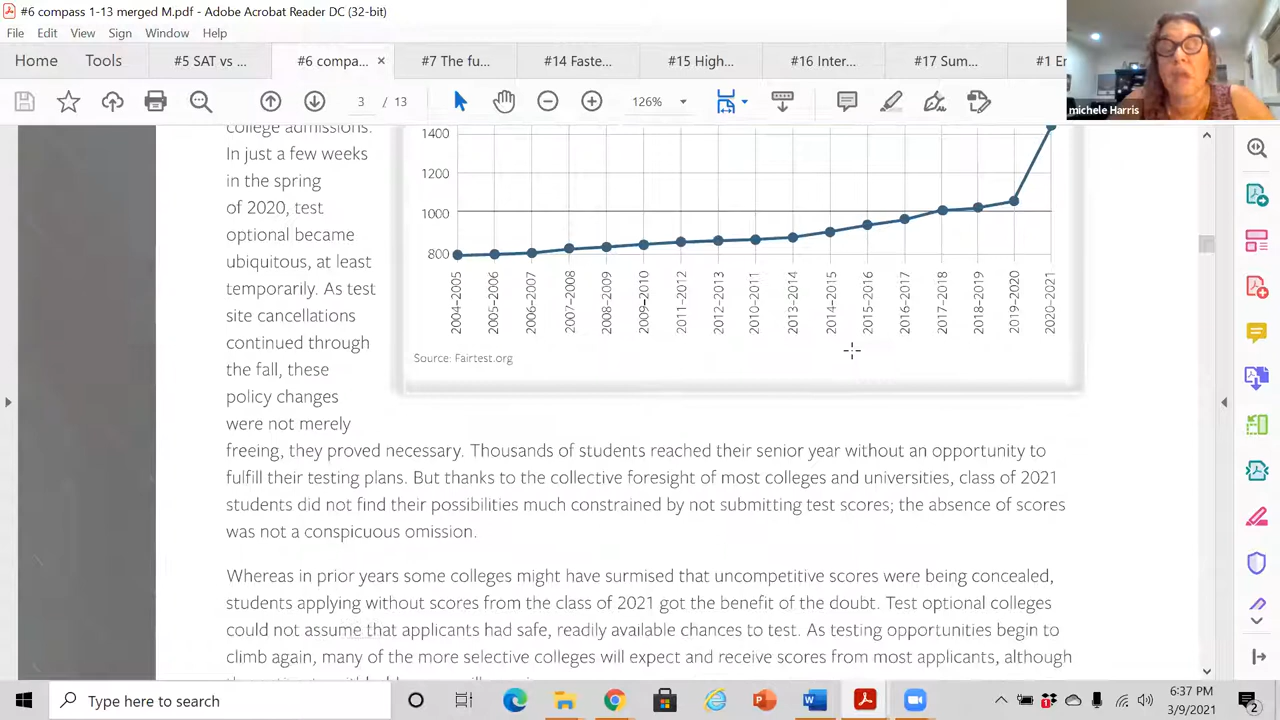 #6 compass 1-13 merged M.pdf - Adobe Acrobat Reader DC (32-bit)
File Edit View Sign Window Help
Home Tools #5 SAT vs ... #6 compa... × #7 The fu... #14 Faste... #15 High... #16 Inter... #17 Sum... #1 Er
3 / 13 126%
michele Harris
college admissions.
In just a few weeks
in the spring
of 2020, test
optional became
ubiquitous, at least
temporarily. As test
site cancellations
continued through
the fall, these
policy changes
were not merely
1400
1200
1000
800
2004–2005
2005–2006
2006–2007
2007–2008
2008–2009
2009–2010
2011–2012
2012–2013
2010–2011
2013–2014
2014–2015
2015–2016
2016–2017
2017–2018
2018–2019
2019–2020
2020–2021
Source: Fairtest.org
freeing, they proved necessary. Thousands of students reached their senior year without an opportunity to
fulfill their testing plans. But thanks to the collective foresight of most colleges and universities, class of 2021
students did not find their possibilities much constrained by not submitting test scores; the absence of scores
was not a conspicuous omission.
Whereas in prior years some colleges might have surmised that uncompetitive scores were being concealed,
students applying without scores from the class of 2021 got the benefit of the doubt. Test optional colleges
could not assume that applicants had safe, readily available chances to test. As testing opportunities begin to
climb again, many of the more selective colleges will expect and receive scores from most applicants, although
Type here to search
6:37 PM
3/9/2021
2